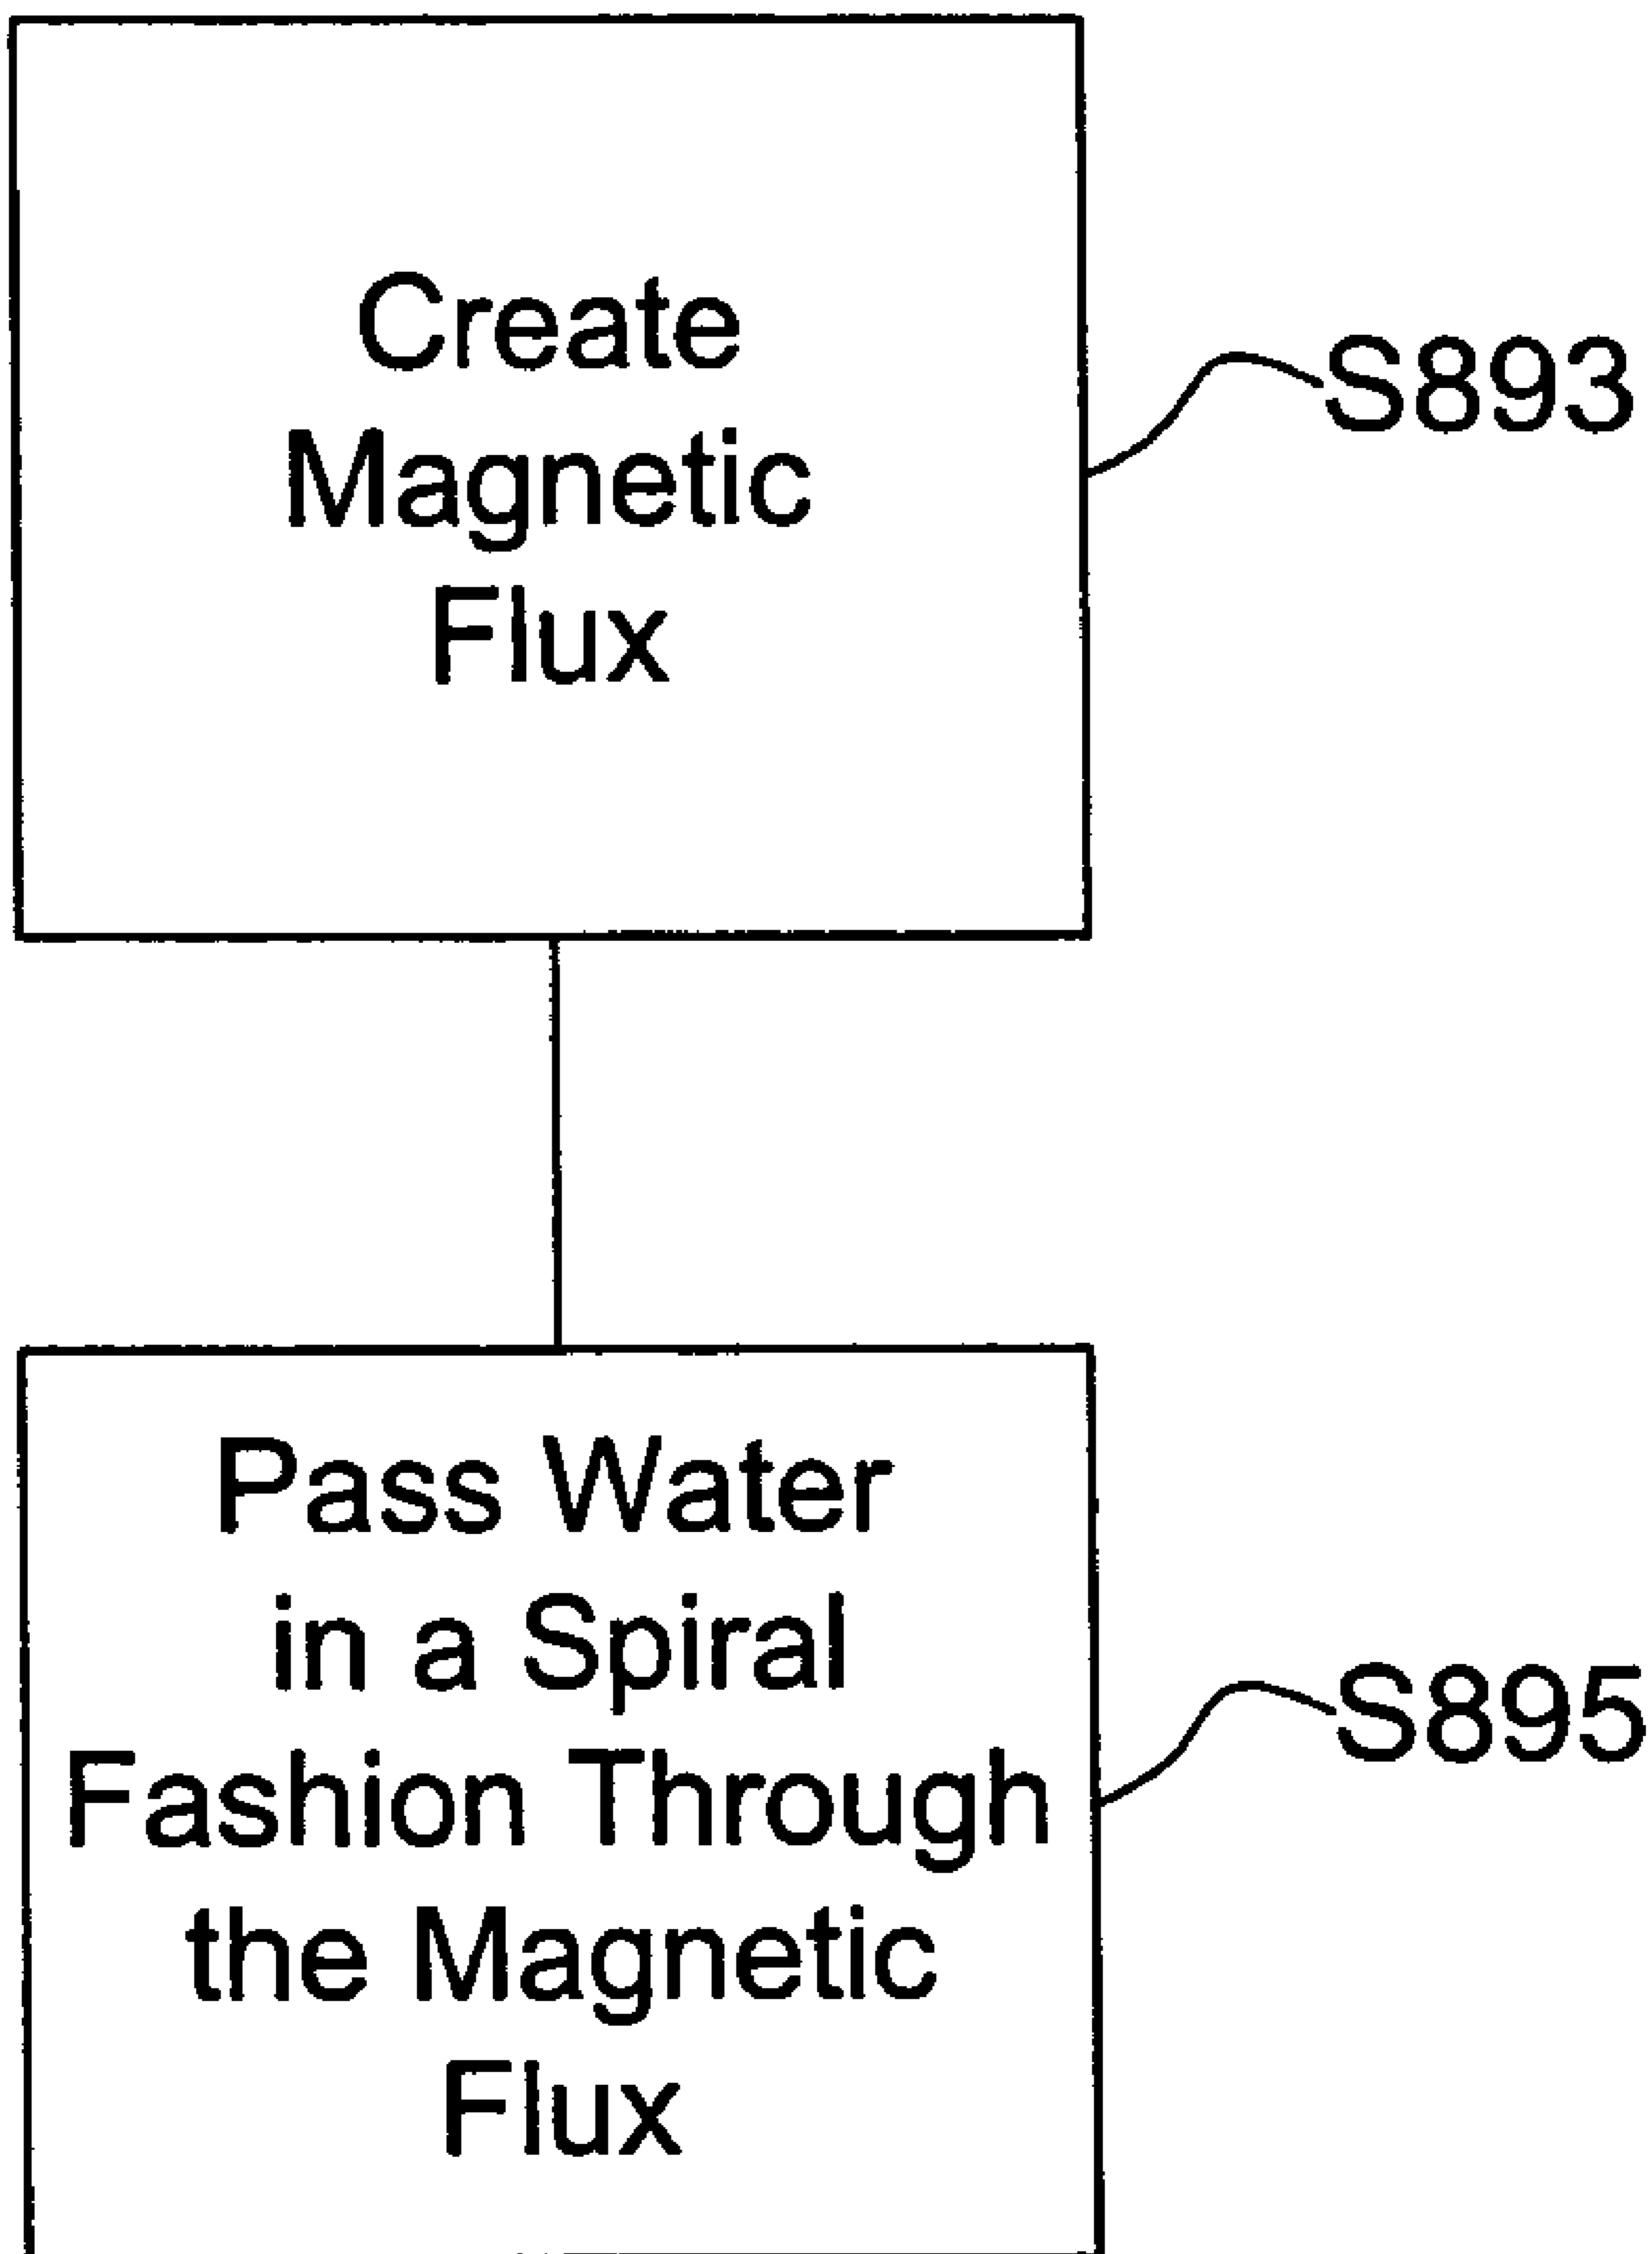 Create
Magnetic
Flux
S893
Pass Water
in a Spiral
Fashion Through
the Magnetic
Flux
S895